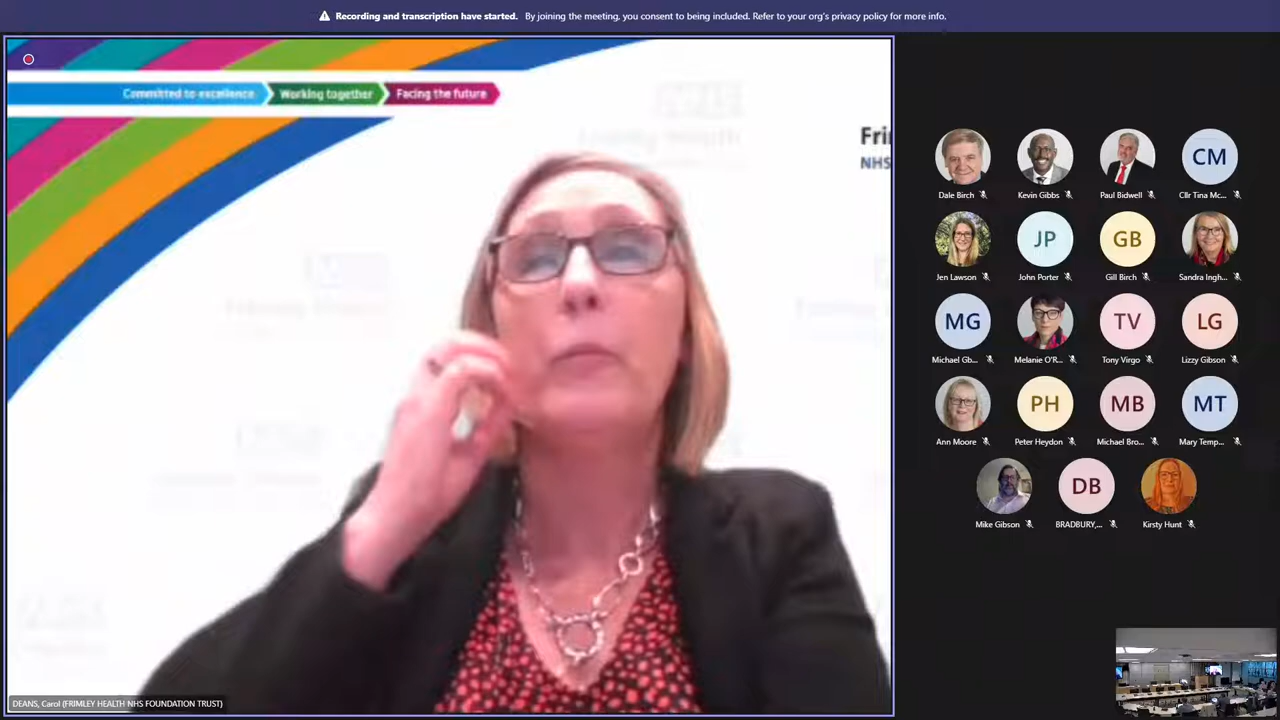 Recording and transcription have started. By joining the meeting, you consent to being included. Refer to your org's privacy policy for more info.
Committed to excellence
Working together
Facing the future
Fri
NHS
CM
Dale Birch
Kevin Gibbs
Paul Bidwell
Cllr Tina Mc...
JP
GB
Jen Lawson
John Porter
Gill Birch
Sandra Ingh...
MG
TV
LG
Michael Gb...
Melanie O'R...
Tony Virgo
Lizzy Gibson
PH
MB
MT
Ann Moore
Peter Heydon
Michael Bro...
Mary Temp...
DB
Mike Gibson
BRADBURY,...
Kirsty Hunt
DEANS, Carol (FRIMLEY HEALTH NHS FOUNDATION TRUST)